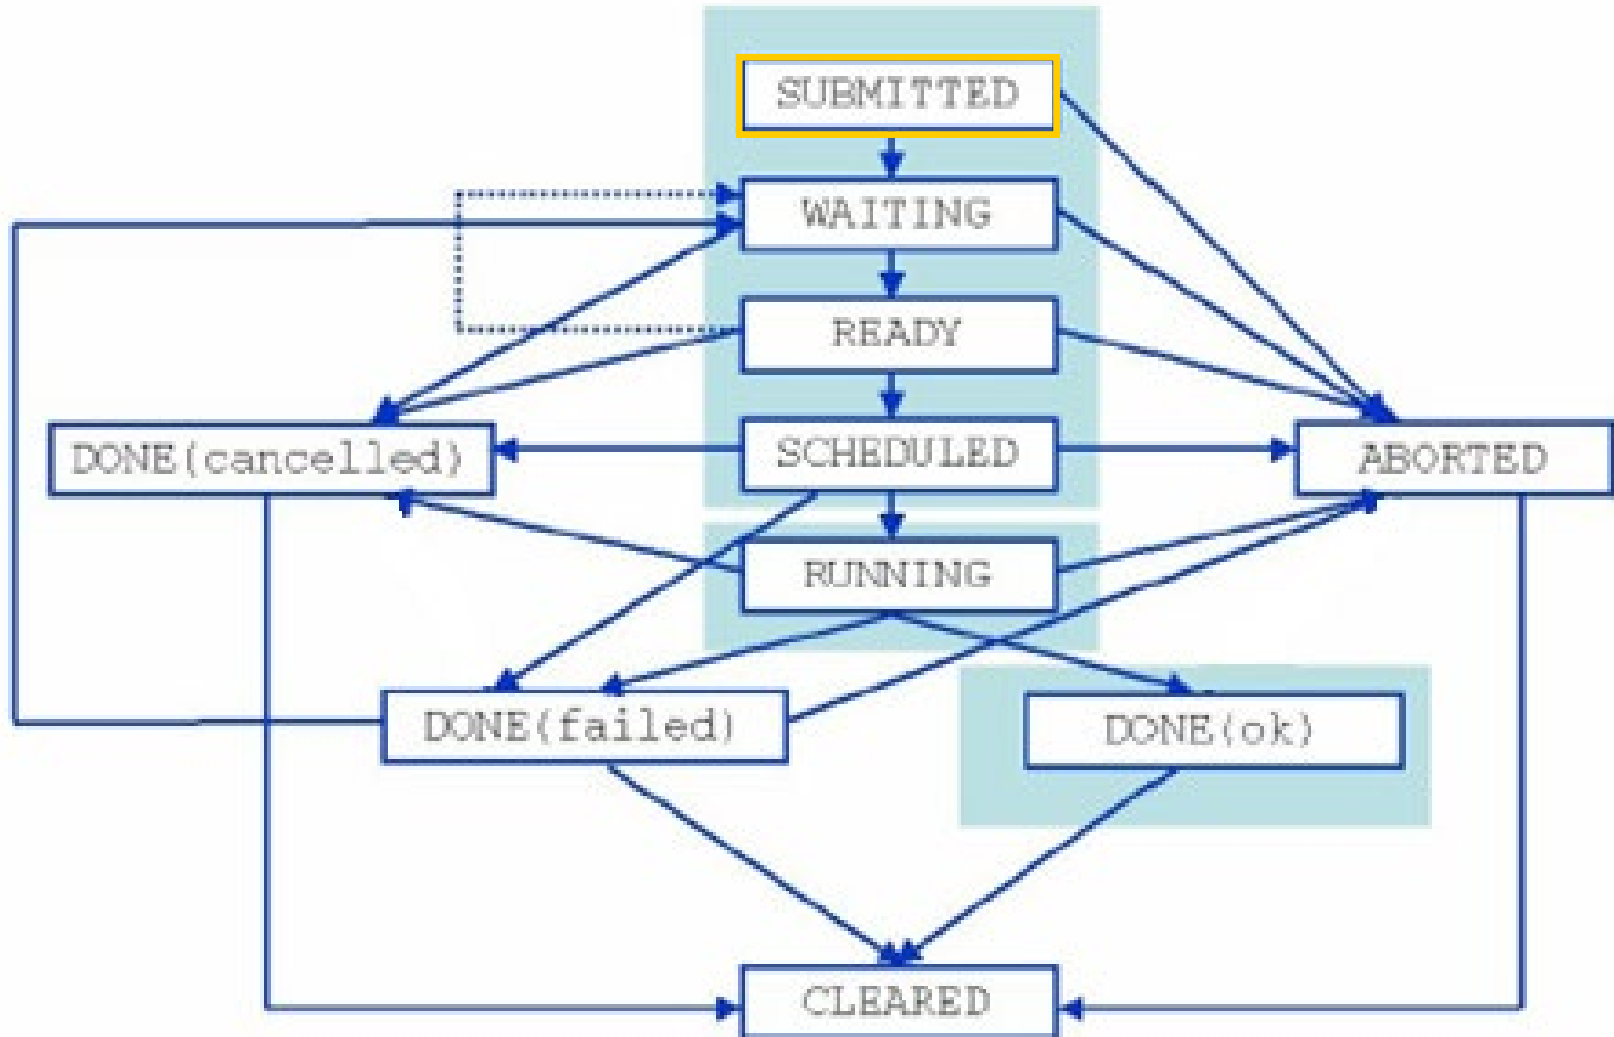 SUBMITTED
WAITING
READY
DONE(cancelled)
SCHEDULED
ABORTED
RUNNING
DONE(failed)
DONE(ok)
CLEARED